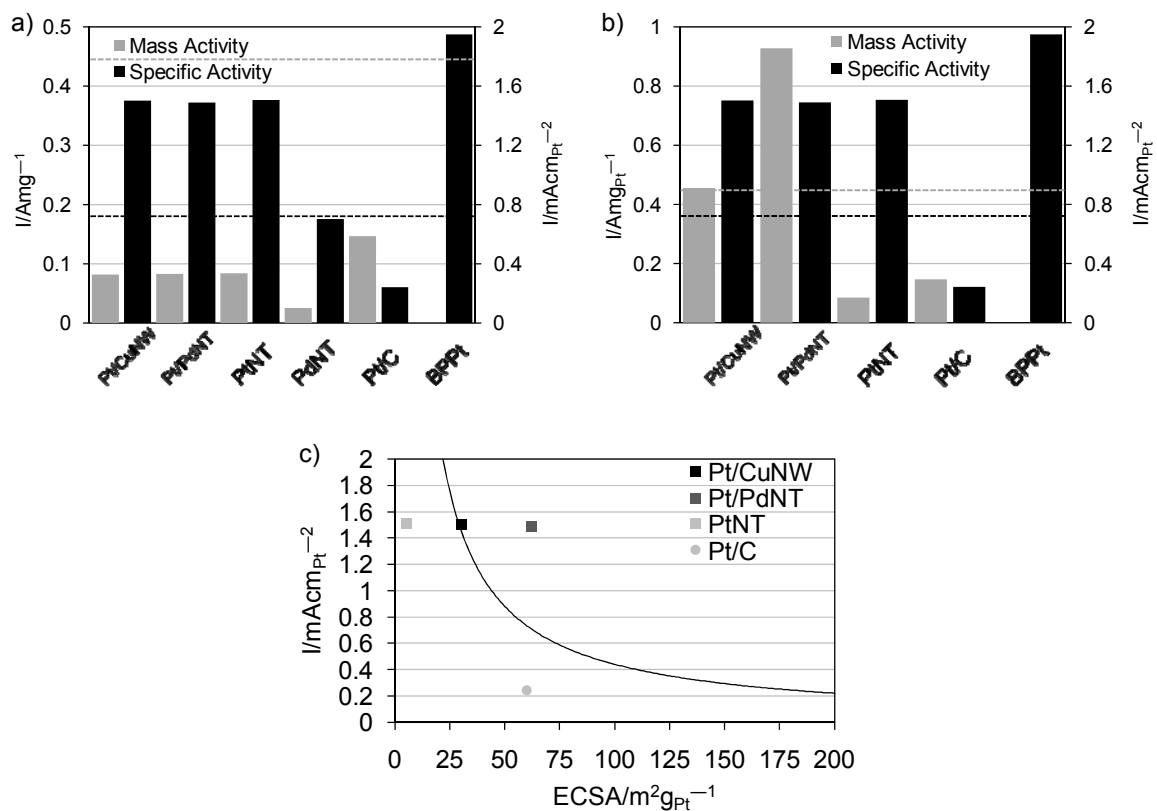 a)
Mass Activity
Specific Activity
I/Amg⁻¹
0.5
0.4
0.3
0.2
0.1
0
2
1.6
1.2
0.8
0.4
0
I/mAcm_Pt⁻²
Pt/CuNW
Pt/PdNT
PtNT
PdNT
Pt/C
BPPt
b)
Mass Activity
Specific Activity
I/Amg_Pt⁻¹
1
0.8
0.6
0.4
0.2
0
2
1.6
1.2
0.8
0.4
0
I/mAcm_Pt⁻²
Pt/CuNW
Pt/PdNT
PtNT
Pt/C
BPPt
c)
Pt/CuNW
Pt/PdNT
PtNT
Pt/C
I/mAcm_Pt⁻²
2
1.8
1.6
1.4
1.2
1
0.8
0.6
0.4
0.2
0
0 25 50 75 100 125 150 175 200
ECSA/m²g_Pt⁻¹